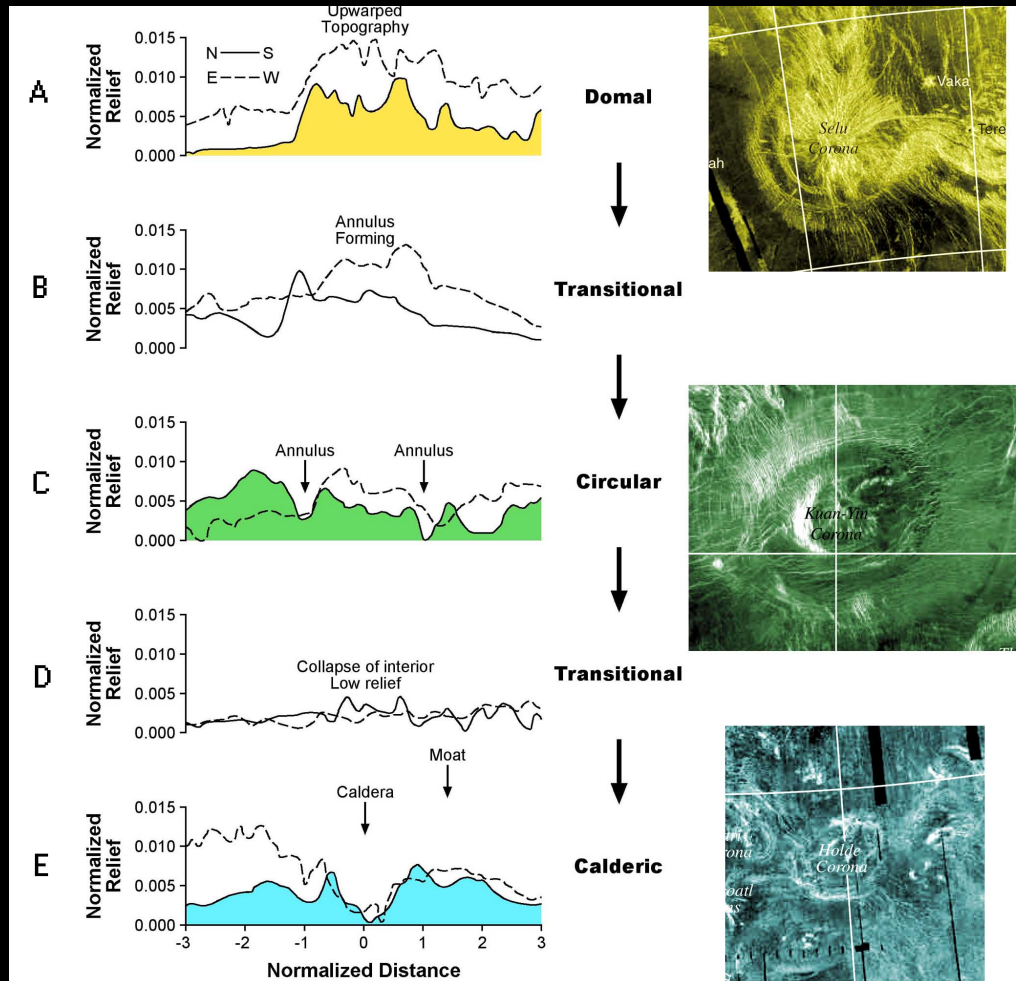 A
Normalized
Relief
0.015
0.010
0.005
0.000
Upwarped
Topography
N S
E W
Domal
Vaka
Selu
Corona
Tere
ah
B
Normalized
Relief
0.015
0.010
0.005
0.000
Annulus
Forming
Transitional
C
Normalized
Relief
0.015
0.010
0.005
0.000
Annulus
Annulus
Circular
Kuan-Yin
Corona
Th
D
Normalized
Relief
0.015
0.010
0.005
0.000
Collapse of interior
Low relief
Transitional
E
Normalized
Relief
0.015
0.010
0.005
0.000
Caldera
Moat
Calderic
Holde
Corona
rona
oatl
-3 -2 -1 0 1 2 3
Normalized Distance